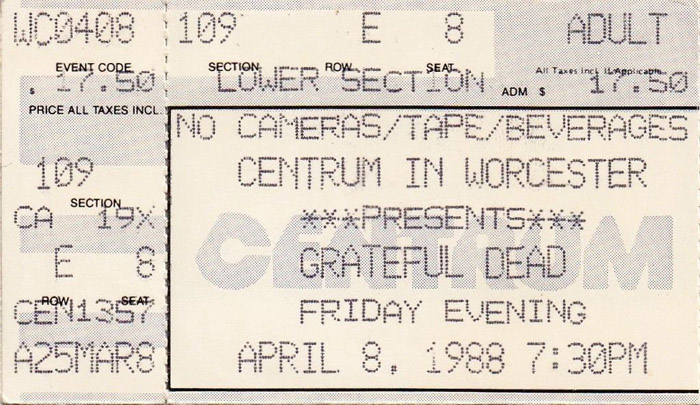 WC0408 109 E 8 ADULT
EVENT CODE SECTION ROW SEAT All Taxes Incl. If Applicable
$ 17.50 LOWER SECTION ADM $ 17.50
PRICE ALL TAXES INCL.
NO CAMERAS/TAPE/BEVERAGES
109 CENTRUM IN WORCESTER
SECTION
CA 19X ***PRESENTS***
CENTRUM
E 8 GRATEFUL DEAD
ROW SEAT
CEN1357 FRIDAY EVENING
A25MAR8 APRIL 8, 1988 7:30PM